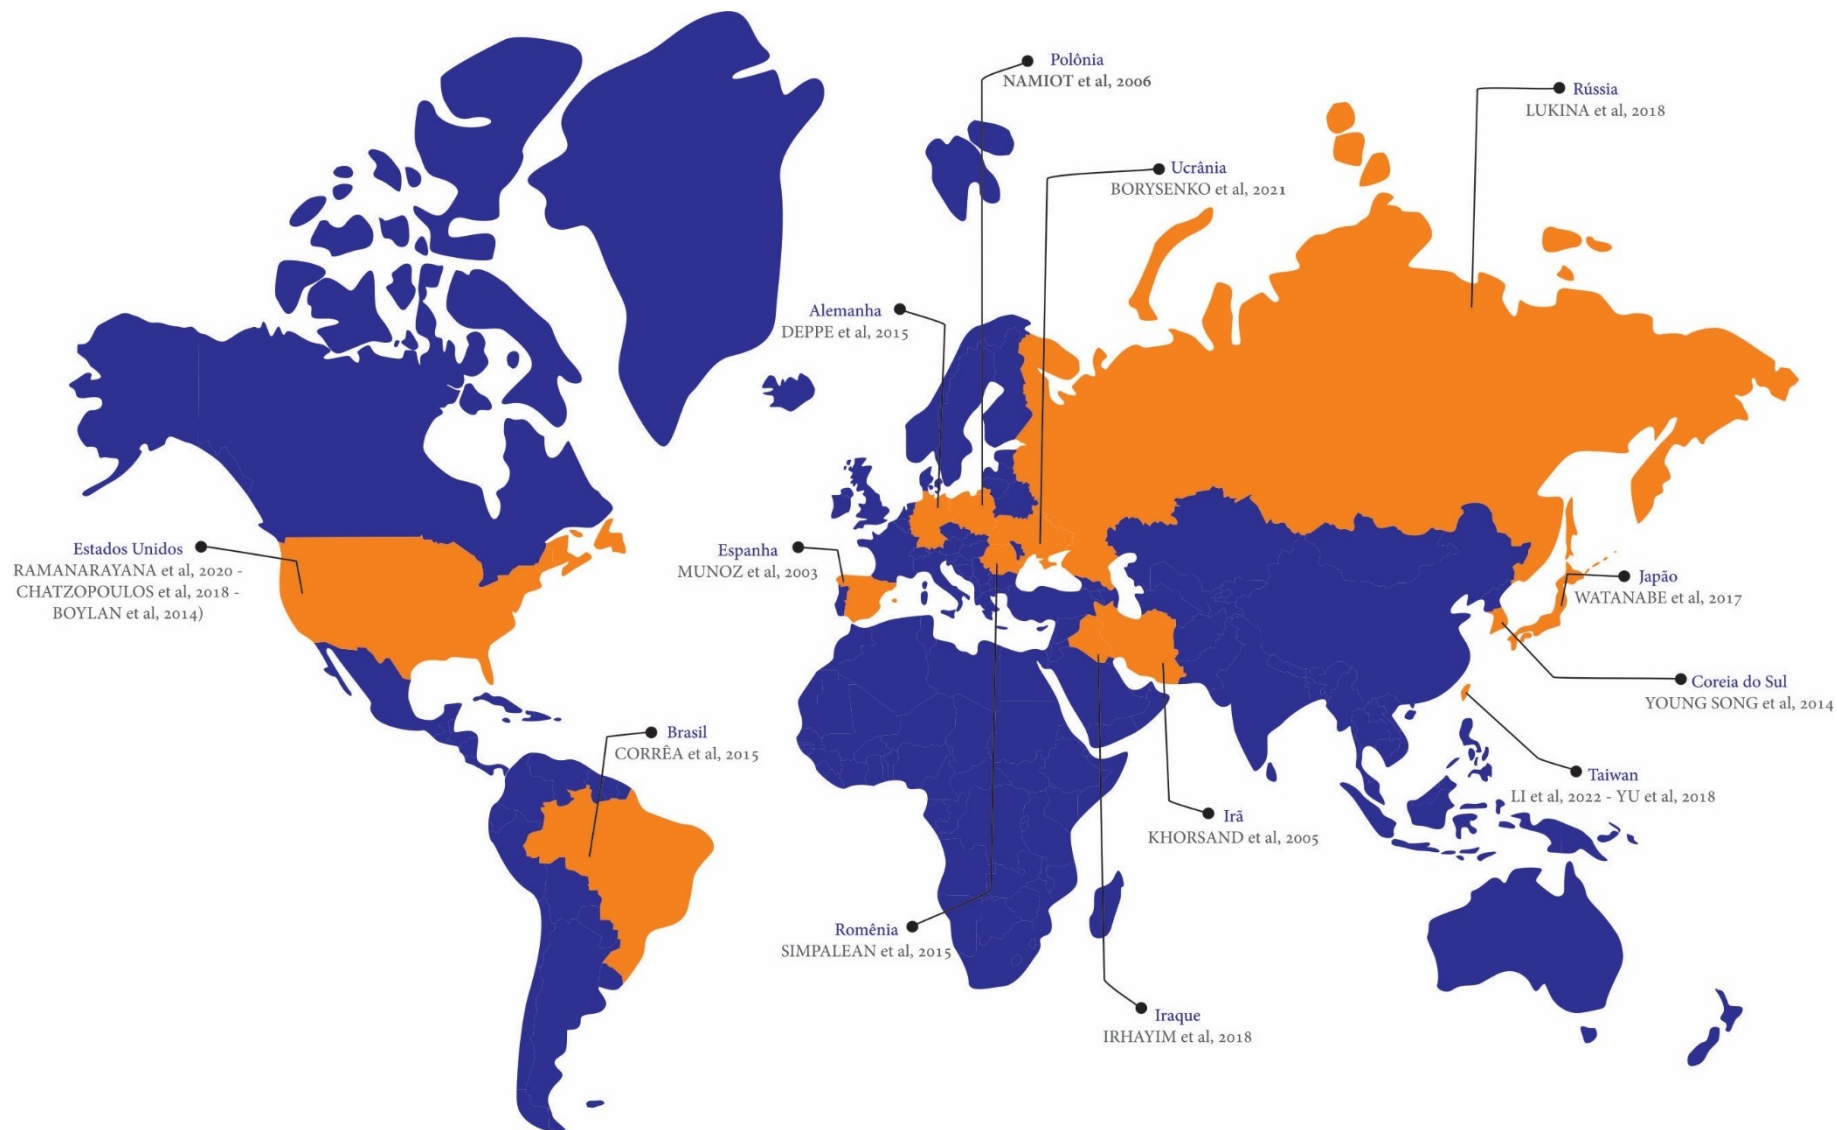 Polônia
NAMIOT et al, 2006
Rússia
LUKINA et al, 2018
Ucrânia
BORYSENKO et al, 2021
Alemanha
DEPPE et al, 2015
Estados Unidos
RAMANARAYANA et al, 2020 -
CHATZOPOULOS et al, 2018 -
BOYLAN et al, 2014)
Espanha
MUNOZ et al, 2003
Japão
WATANABE et al, 2017
Coreia do Sul
YOUNG SONG et al, 2014
Brasil
CORRÊA et al, 2015
Taiwan
LI et al, 2022 - YU et al, 2018
Irã
KHORSAND et al, 2005
Romênia
SIMPALEAN et al, 2015
Iraque
IRHAYIM et al, 2018